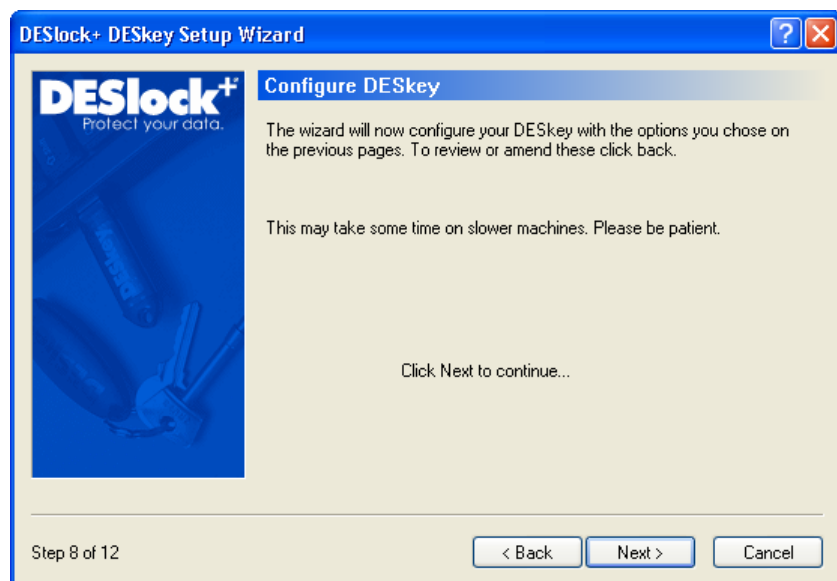 DESlock+ DESkey Setup Wizard
DESlock+
Protect your data.
DESkey
Configure DESkey
The wizard will now configure your DESkey with the options you chose on
the previous pages. To review or amend these click back.
This may take some time on slower machines. Please be patient.
Click Next to continue...
Step 8 of 12
< Back
Next >
Cancel